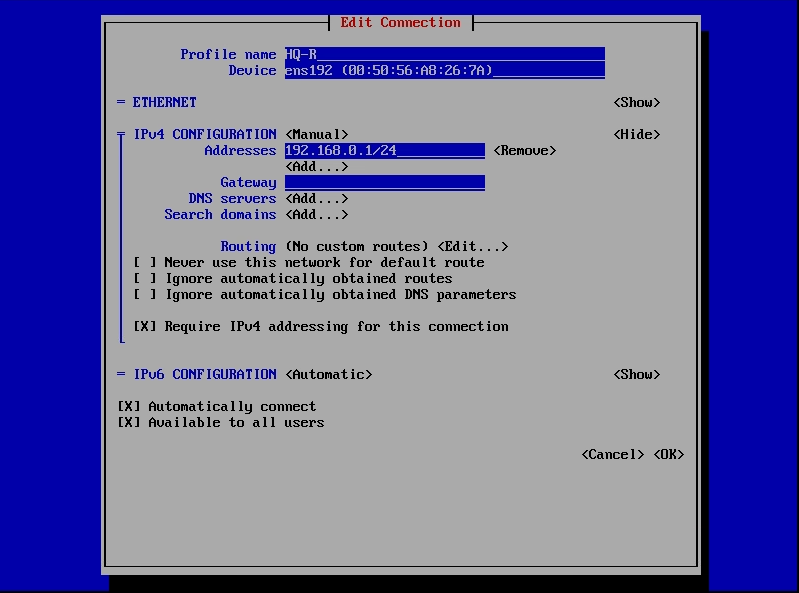 Edit Connection
Profile name HQ-R
Device ens192 (00:50:56:A8:26:7A)
= ETHERNET <Show>
= IPv4 CONFIGURATION <Manual> <Hide>
Addresses 192.168.0.1/24 <Remove>
<Add...>
Gateway
DNS servers <Add...>
Search domains <Add...>
Routing (No custom routes) <Edit...>
[ ] Never use this network for default route
[ ] Ignore automatically obtained routes
[ ] Ignore automatically obtained DNS parameters
[X] Require IPv4 addressing for this connection
= IPv6 CONFIGURATION <Automatic> <Show>
[X] Automatically connect
[X] Available to all users
<Cancel> <OK>